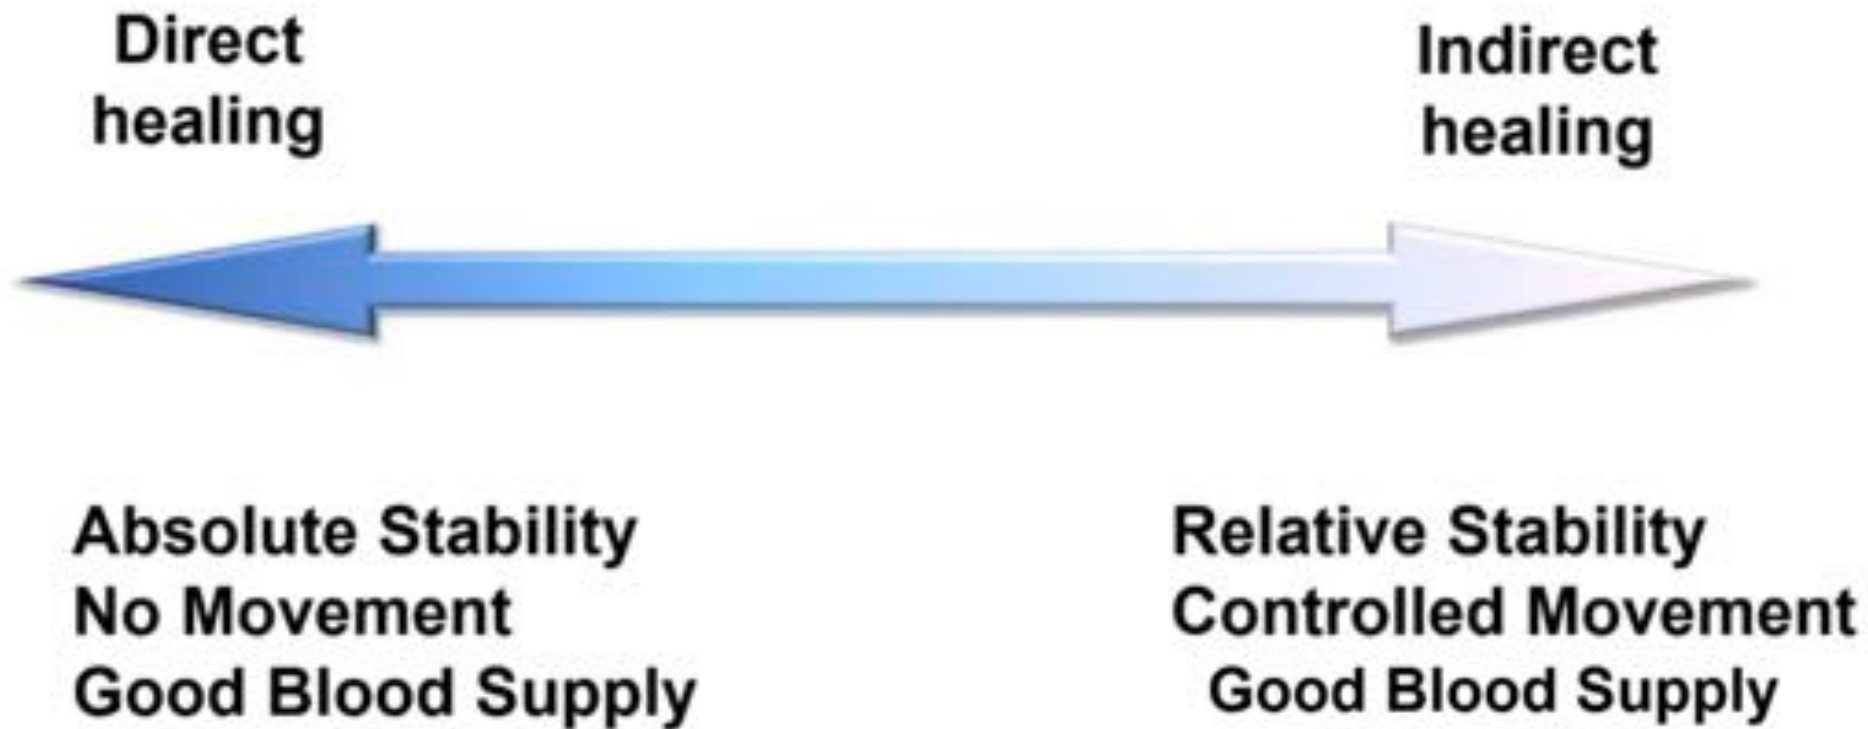 Direct
healing
Indirect
healing
Absolute Stability
No Movement
Good Blood Supply
Relative Stability
Controlled Movement
Good Blood Supply